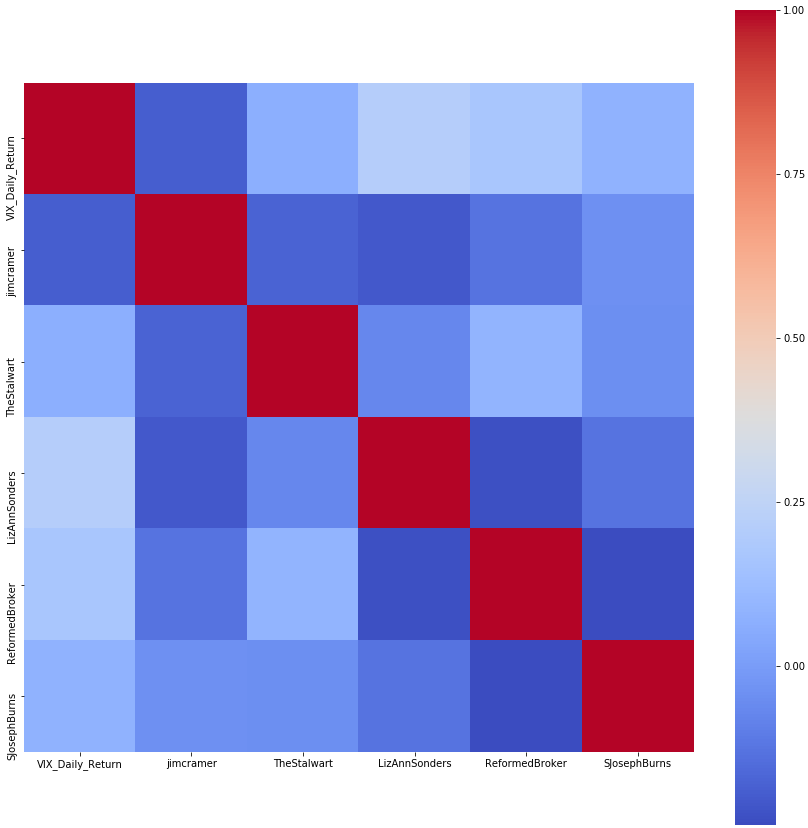 1.00
0.75
0.50
0.25
0.00
VIX_Daily_Return
jimcramer
TheStalwart
LizAnnSonders
ReformedBroker
SJosephBurns
VIX_Daily_Return jimcramer TheStalwart LizAnnSonders ReformedBroker SJosephBurns